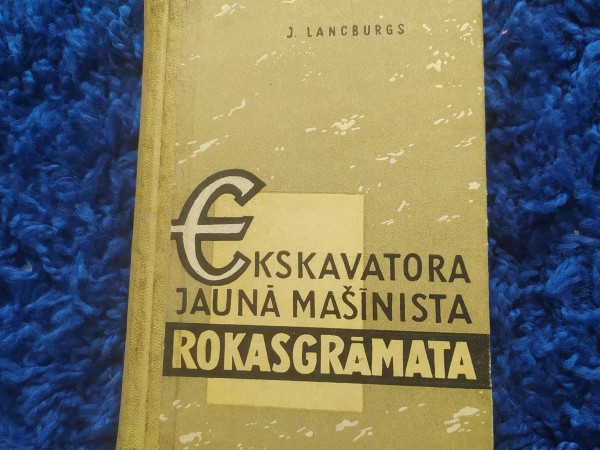 J. LANCBURGS
EKSKAVATORA
JAUNĀ MAŠĪNISTA
ROKASGRĀMATA